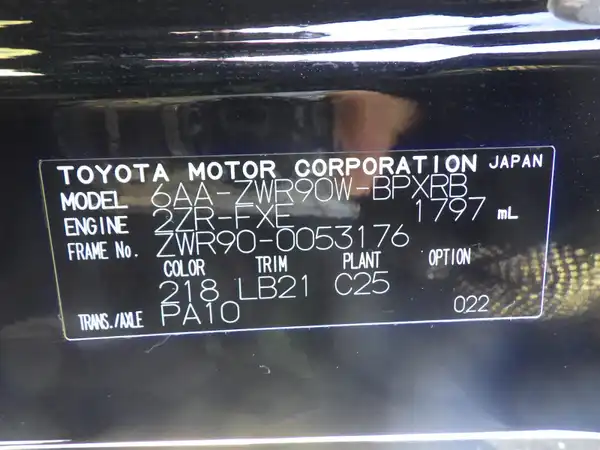 TOYOTA MOTOR CORPORATION JAPAN
MODEL 6AA-ZWR90W-BPXRB
ENGINE 2ZR-FXE 1797 mL
FRAME No. ZWR90-0053176
COLOR TRIM PLANT OPTION
218 LB21 C25
TRANS./AXLE PA10 022